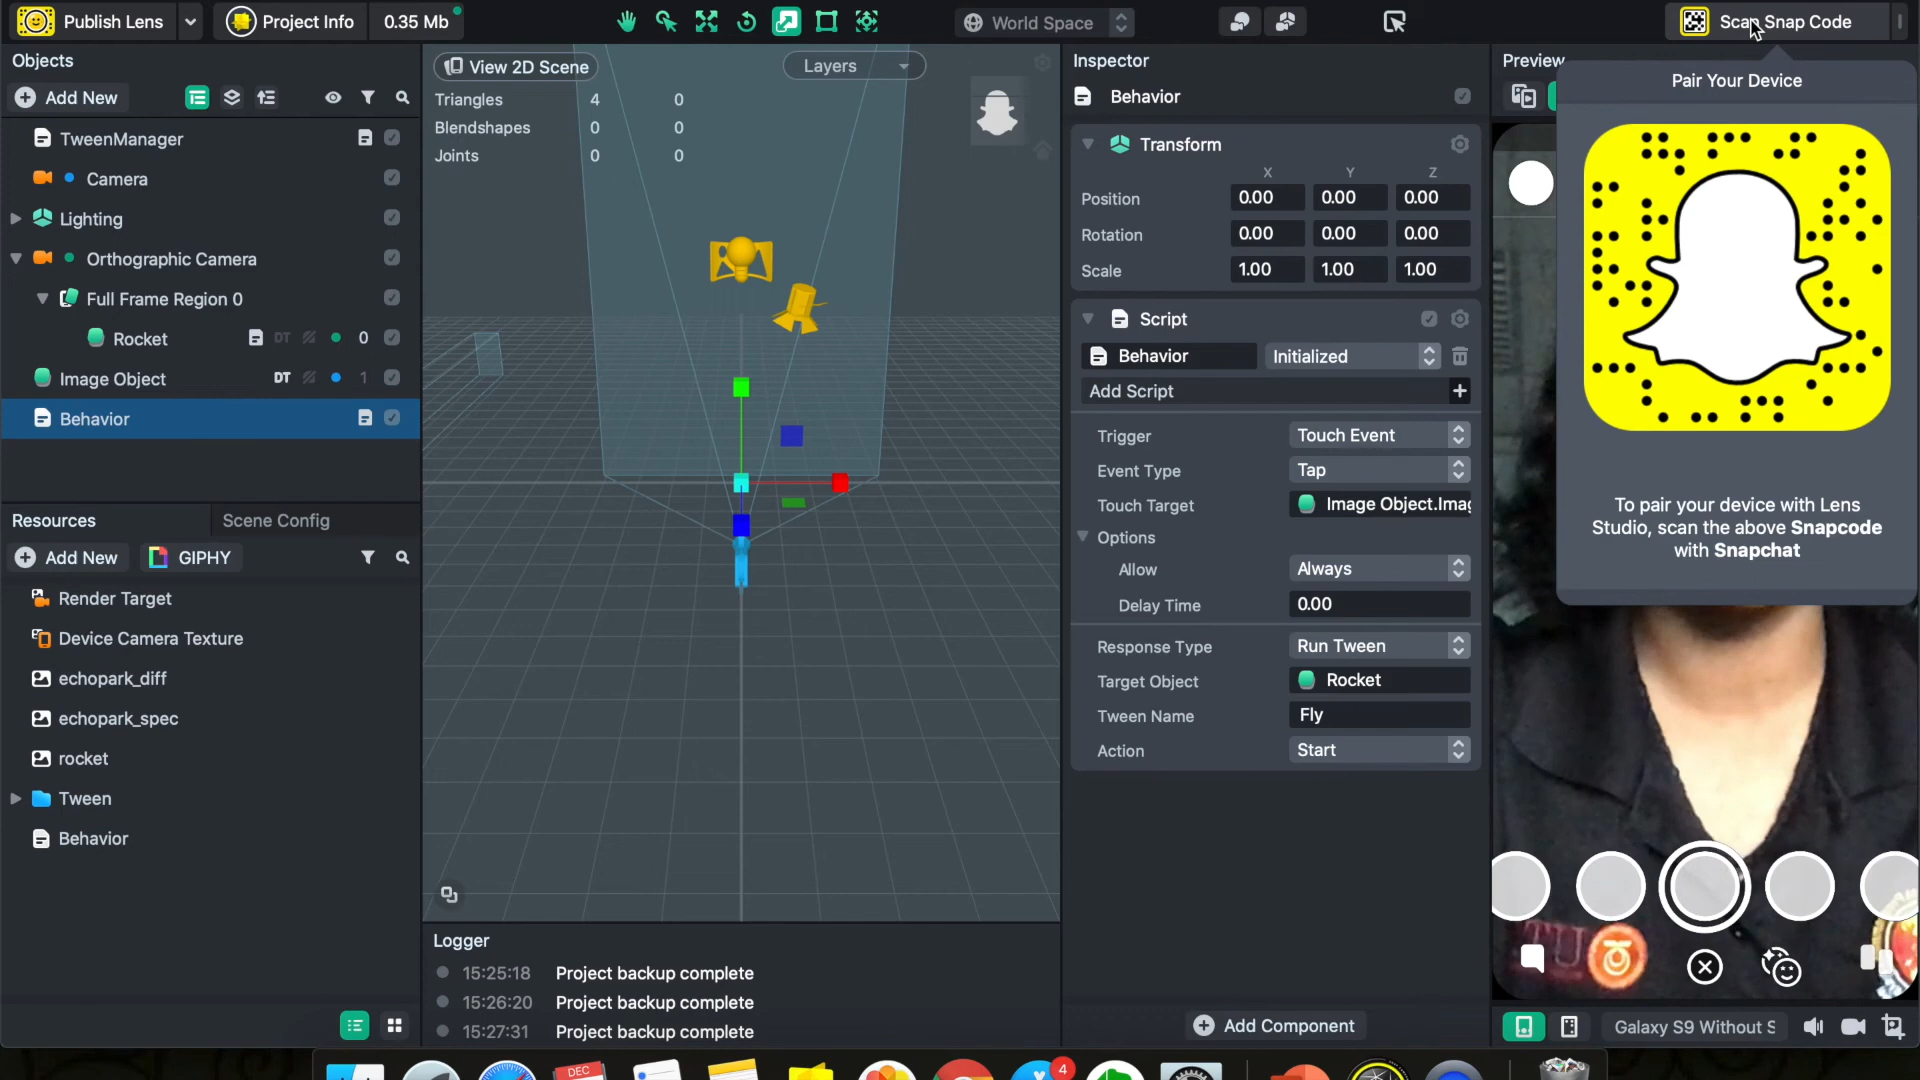 Publish Lens
Project Info
0.35 Mb
World Space
Scan Snap Code
Objects
Add New
TweenManager
Camera
Lighting
Orthographic Camera
Full Frame Region 0
Rocket
DT
0
Image Object
DT
1
Behavior
Resources
Scene Config
Add New
GIPHY
Render Target
Device Camera Texture
echopark_diff
echopark_spec
rocket
Tween
Behavior
View 2D Scene
Layers
Triangles 4 0
Blendshapes 0 0
Joints 0 0
Logger
15:25:18 Project backup complete
15:26:20 Project backup complete
15:27:31 Project backup complete
Inspector
Behavior
Transform
X Y Z
Position 0.00 0.00 0.00
Rotation 0.00 0.00 0.00
Scale 1.00 1.00 1.00
Script
Behavior
Initialized
Add Script
Trigger Touch Event
Event Type Tap
Touch Target Image Object.Imag
Options
Allow Always
Delay Time 0.00
Response Type Run Tween
Target Object Rocket
Tween Name Fly
Action Start
Add Component
Preview
Pair Your Device
To pair your device with Lens
Studio, scan the above Snapcode
with Snapchat
TU
Galaxy S9 Without S
DEC
4